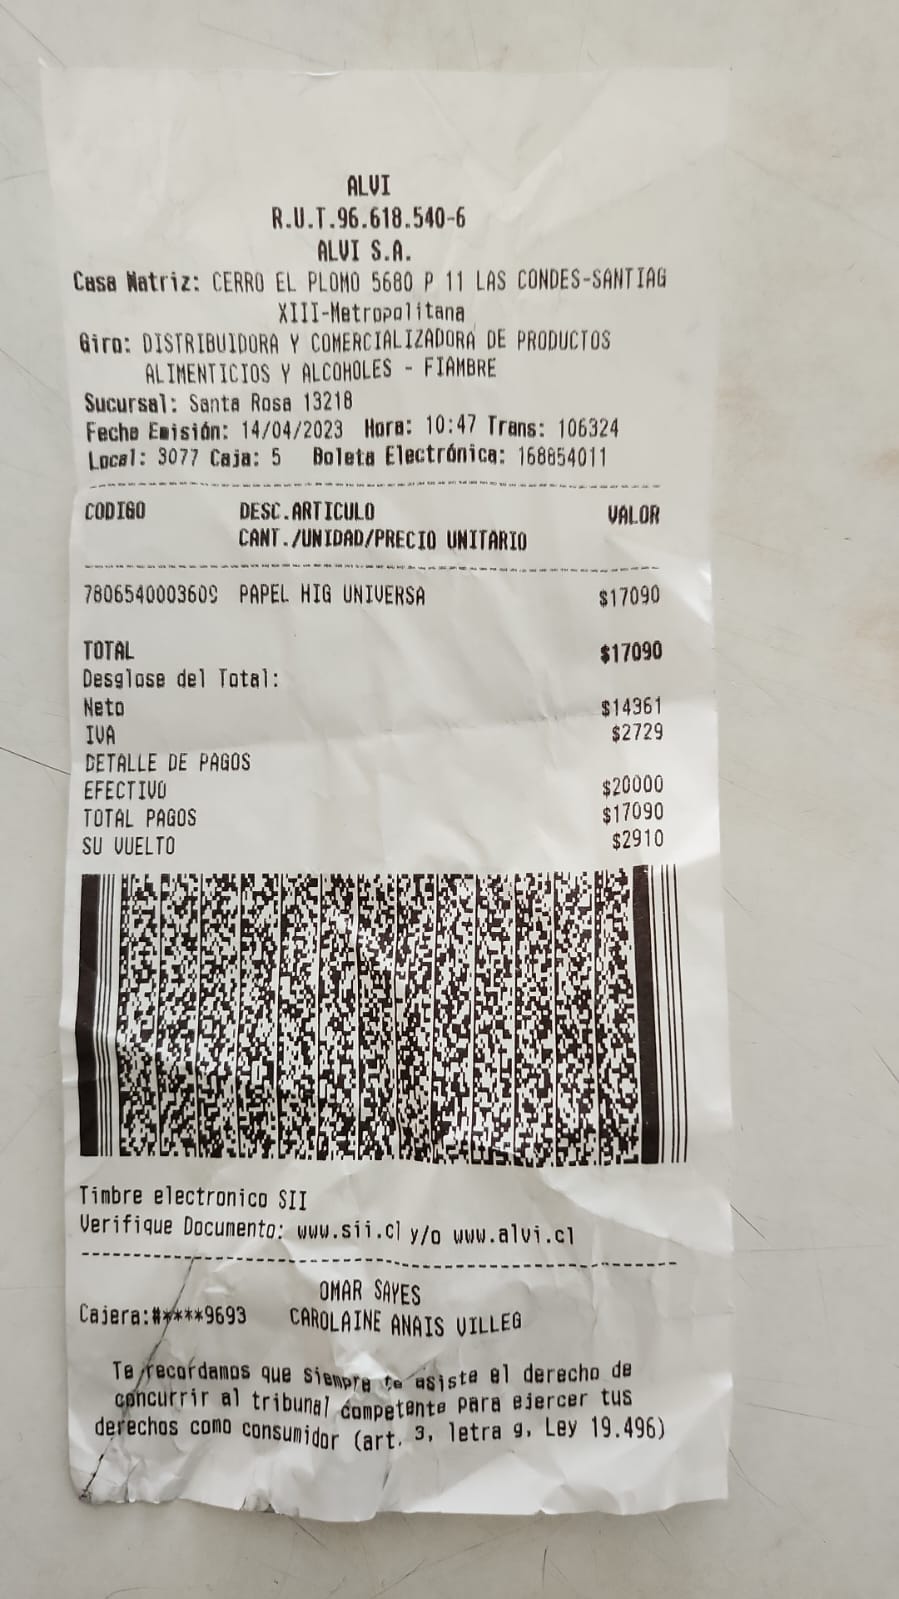 ALVI
R.U.T.96.618.540-6
ALVI S.A.
Casa Matriz: CERRO EL PLOMO 5680 P 11 LAS CONDES-SANTIAG
XIII-Metropolitana
Giro: DISTRIBUIDORA Y COMERCIALIZADORA DE PRODUCTOS
ALIMENTICIOS Y ALCOHOLES - FIAMBRE
Sucursal: Santa Rosa 13218
Fecha Emisión: 14/04/2023 Hora: 10:47 Trans: 106324
Local: 3077 Caja: 5 Boleta Electrónica: 168854011
CODIGO DESC.ARTICULO VALOR
CANT./UNIDAD/PRECIO UNITARIO
7806540003609 PAPEL HIG UNIVERSA $17090
TOTAL $17090
Desglose del Total:
Neto $14361
IVA $2729
DETALLE DE PAGOS
EFECTIVO $20000
TOTAL PAGOS $17090
SU VUELTO $2910
Timbre electronico SII
Verifique Documento: www.sii.cl y/o www.alvi.cl
OMAR SAYES
Cajera:#****9693 CAROLAINE ANAIS VILLEG
Te recordamos que siempre te asiste el derecho de
concurrir al tribunal competente para ejercer tus
derechos como consumidor (art. 3, letra g, Ley 19.496)